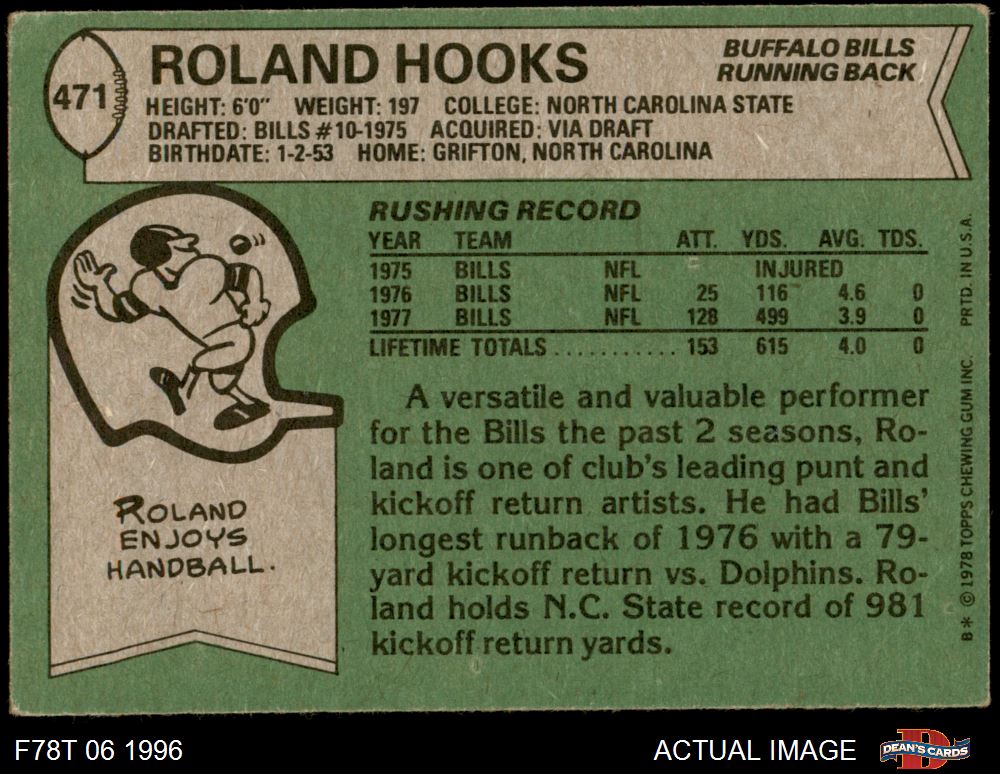 471
ROLAND HOOKS
BUFFALO BILLS
RUNNING BACK
HEIGHT: 6'0" WEIGHT: 197 COLLEGE: NORTH CAROLINA STATE
DRAFTED: BILLS #10-1975 ACQUIRED: VIA DRAFT
BIRTHDATE: 1-2-53 HOME: GRIFTON, NORTH CAROLINA
RUSHING RECORD
YEAR TEAM ATT. YDS. AVG. TDS.
1975 BILLS NFL INJURED
1976 BILLS NFL 25 116 4.6 0
1977 BILLS NFL 128 499 3.9 0
LIFETIME TOTALS ........... 153 615 4.0 0
A versatile and valuable performer
for the Bills the past 2 seasons, Ro-
land is one of club's leading punt and
kickoff return artists. He had Bills'
longest runback of 1976 with a 79-
yard kickoff return vs. Dolphins. Ro-
land holds N.C. State record of 981
kickoff return yards.
ROLAND
ENJOYS
HANDBALL.
B* ©1978 TOPPS CHEWING GUM INC. PRTD. IN U.S.A.
F78T 06 1996
ACTUAL IMAGE
DEAN'S CARDS